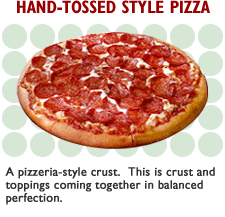 HAND-TOSSED STYLE PIZZA
A pizzeria-style crust.  This is crust and
toppings coming together in balanced
perfection.